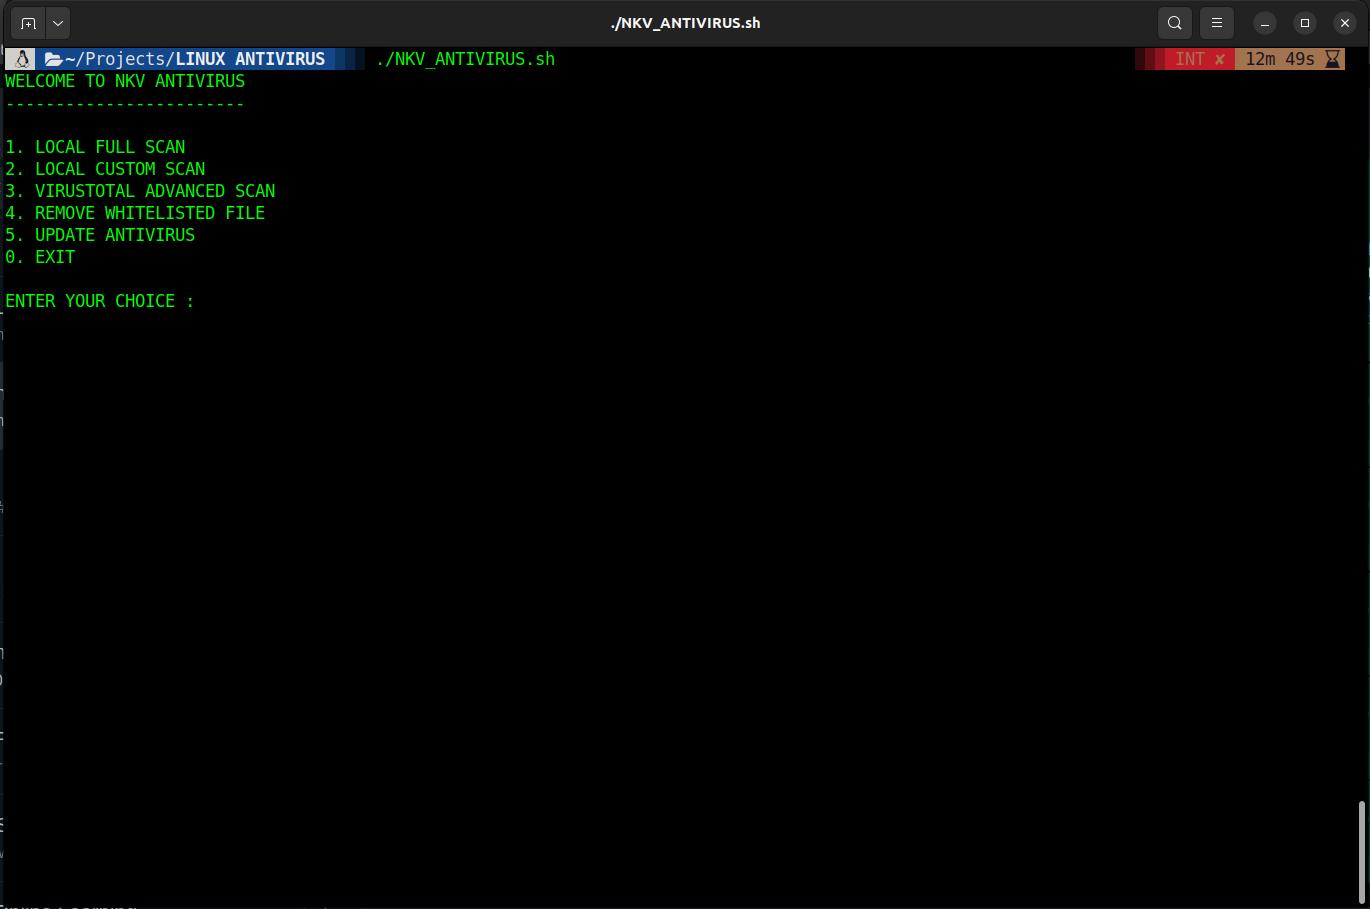 ./NKV_ANTIVIRUS.sh
~/Projects/LINUX ANTIVIRUS ./NKV_ANTIVIRUS.sh INT ✘ 12m 49s
WELCOME TO NKV ANTIVIRUS
------------------------
1. LOCAL FULL SCAN
2. LOCAL CUSTOM SCAN
3. VIRUSTOTAL ADVANCED SCAN
4. REMOVE WHITELISTED FILE
5. UPDATE ANTIVIRUS
0. EXIT
ENTER YOUR CHOICE :